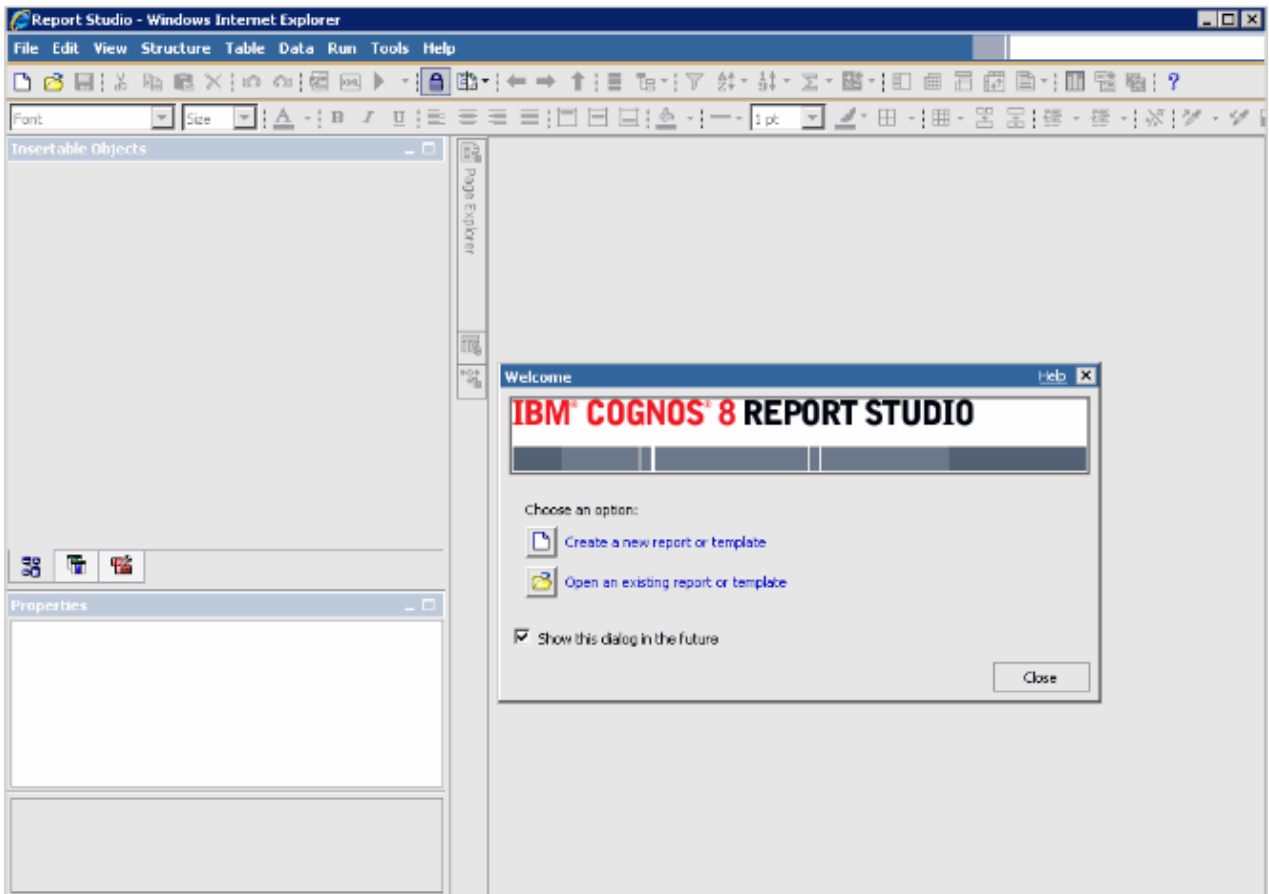 Report Studio - Windows Internet Explorer
File Edit View Structure Table Data Run Tools Help
Font Size A B I U 1 pt
Insertable Objects
Page Explorer
Welcome Help
IBM® COGNOS® 8 REPORT STUDIO
Choose an option:
Create a new report or template
Open an existing report or template
Properties
Show this dialog in the future
Close